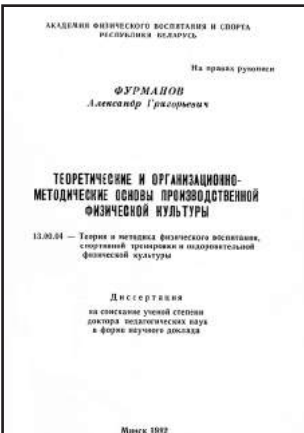 АКАДЕМИЯ ФИЗИЧЕСКОГО ВОСПИТАНИЯ И СПОРТА
РЕСПУБЛИКИ БЕЛАРУСЬ
На правах рукописи
ФУРМАНОВ
Александр Григорьевич
ТЕОРЕТИЧЕСКИЕ И ОРГАНИЗАЦИОННО-
МЕТОДИЧЕСКИЕ ОСНОВЫ ПРОИЗВОДСТВЕННОЙ
ФИЗИЧЕСКОЙ КУЛЬТУРЫ
13.00.04 — Теория и методика физического воспитания,
спортивной тренировки и оздоровительной
физической культуры
Диссертация
на соискание ученой степени
доктора педагогических наук
в форме научного доклада
Минск 1992